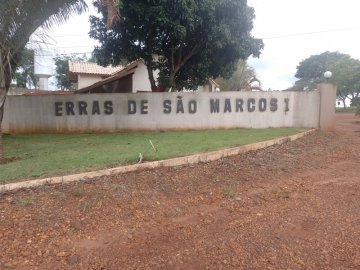 ERRAS DE SÃO MARCOS I